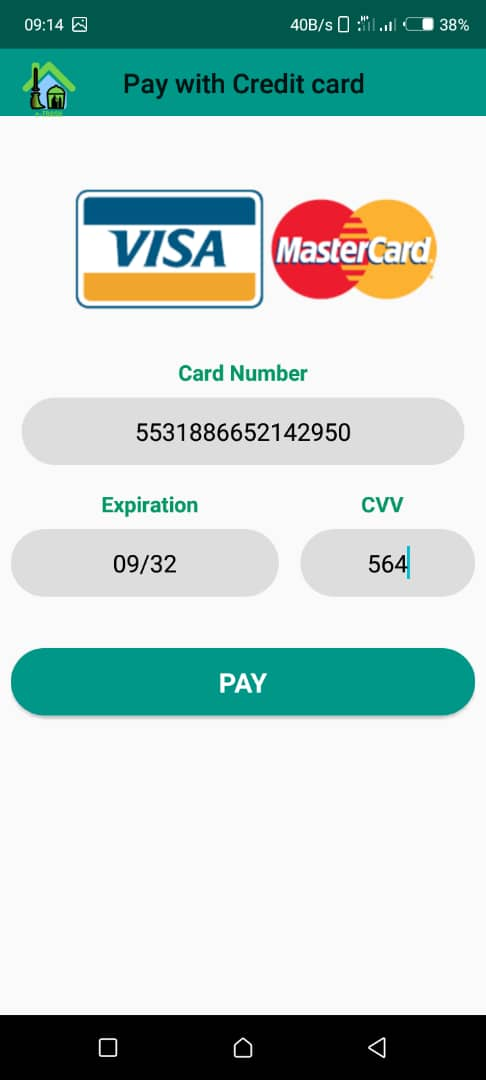 09:14 40B/s 38%
Pay with Credit card
VISA MasterCard
Card Number
5531886652142950
Expiration CVV
09/32 564
PAY